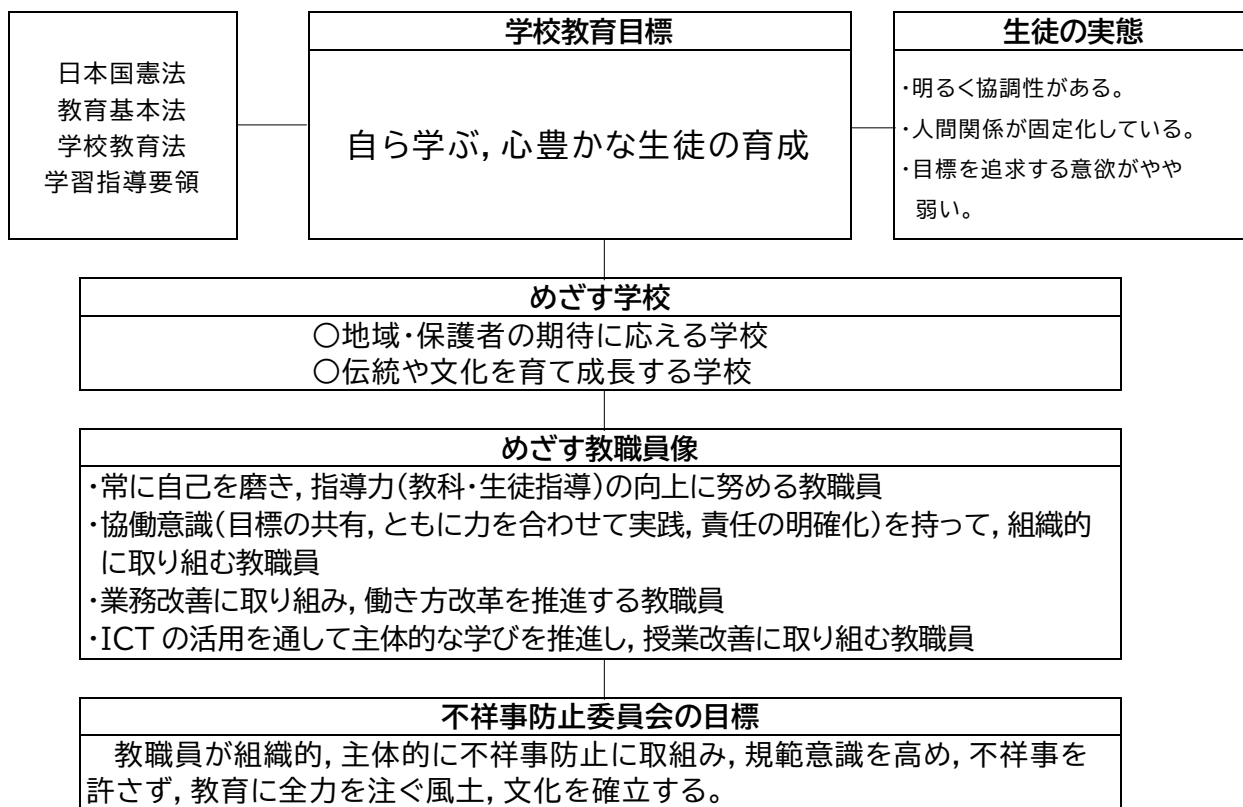 日本国憲法
教育基本法
学校教育法
学習指導要領
学校教育目標
自ら学ぶ,心豊かな生徒の育成
生徒の実態
・明るく協調性がある。
・人間関係が固定化している。
・目標を追求する意欲がやや
弱い。
めざす学校
〇地域・保護者の期待に応える学校
〇伝統や文化を育て成長する学校
めざす教職員像
・常に自己を磨き,指導力(教科・生徒指導)の向上に努める教職員
・協働意識(目標の共有,ともに力を合わせて実践,責任の明確化)を持って,組織的
に取り組む教職員
・業務改善に取り組み,働き方改革を推進する教職員
・ICT の活用を通して主体的な学びを推進し,授業改善に取り組む教職員
不祥事防止委員会の目標
教職員が組織的,主体的に不祥事防止に取組み,規範意識を高め,不祥事を
許さず,教育に全力を注ぐ風土,文化を確立する。